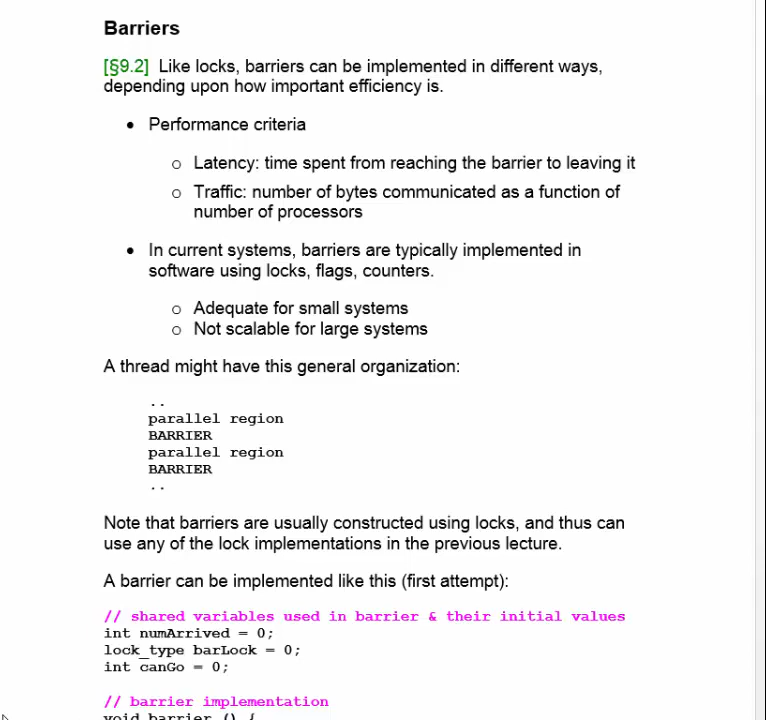 Barriers
[§9.2] Like locks, barriers can be implemented in different ways,
depending upon how important efficiency is.
• Performance criteria
o Latency: time spent from reaching the barrier to leaving it
o Traffic: number of bytes communicated as a function of
number of processors
• In current systems, barriers are typically implemented in
software using locks, flags, counters.
o Adequate for small systems
o Not scalable for large systems
A thread might have this general organization:
..
parallel region
BARRIER
parallel region
BARRIER
..
Note that barriers are usually constructed using locks, and thus can
use any of the lock implementations in the previous lecture.
A barrier can be implemented like this (first attempt):
// shared variables used in barrier & their initial values
int numArrived = 0;
lock_type barLock = 0;
int canGo = 0;
// barrier implementation
void barrier () {